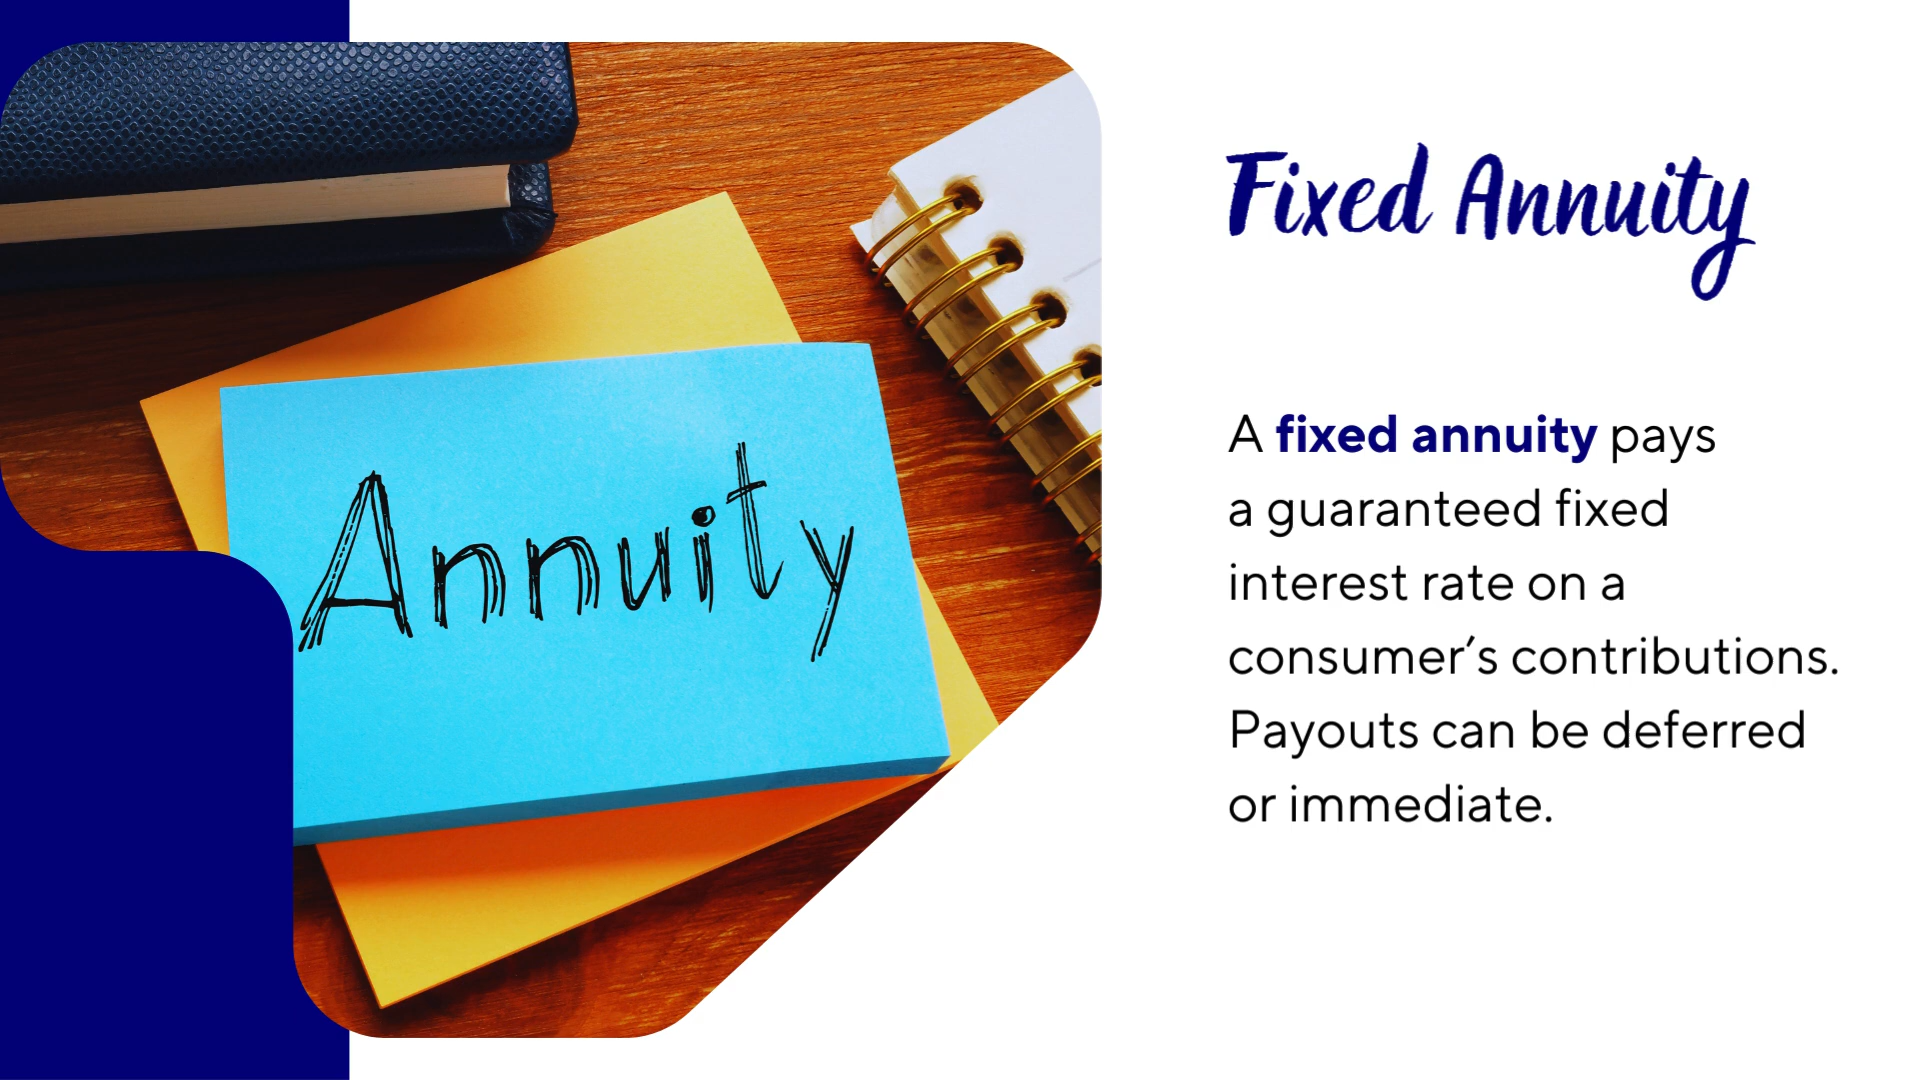 Fixed Annuity
Annuity
A fixed annuity pays
a guaranteed fixed
interest rate on a
consumer’s contributions.
Payouts can be deferred
or immediate.